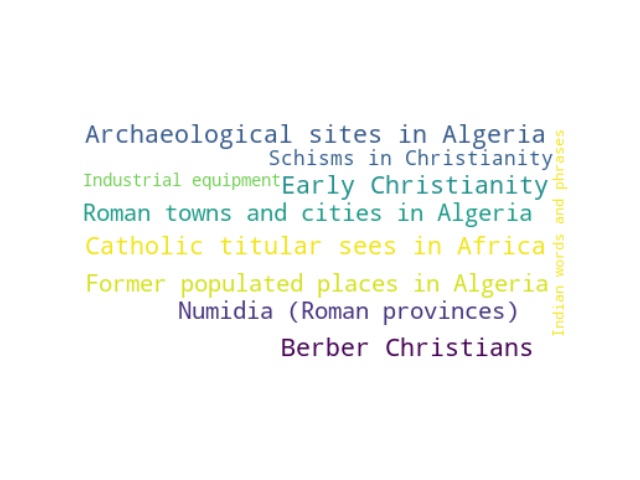 Archaeological sites in Algeria
Schisms in Christianity
Industrial equipment
Early Christianity
Roman towns and cities in Algeria
Catholic titular sees in Africa
Former populated places in Algeria
Numidia (Roman provinces)
Berber Christians
Indian words and phrases